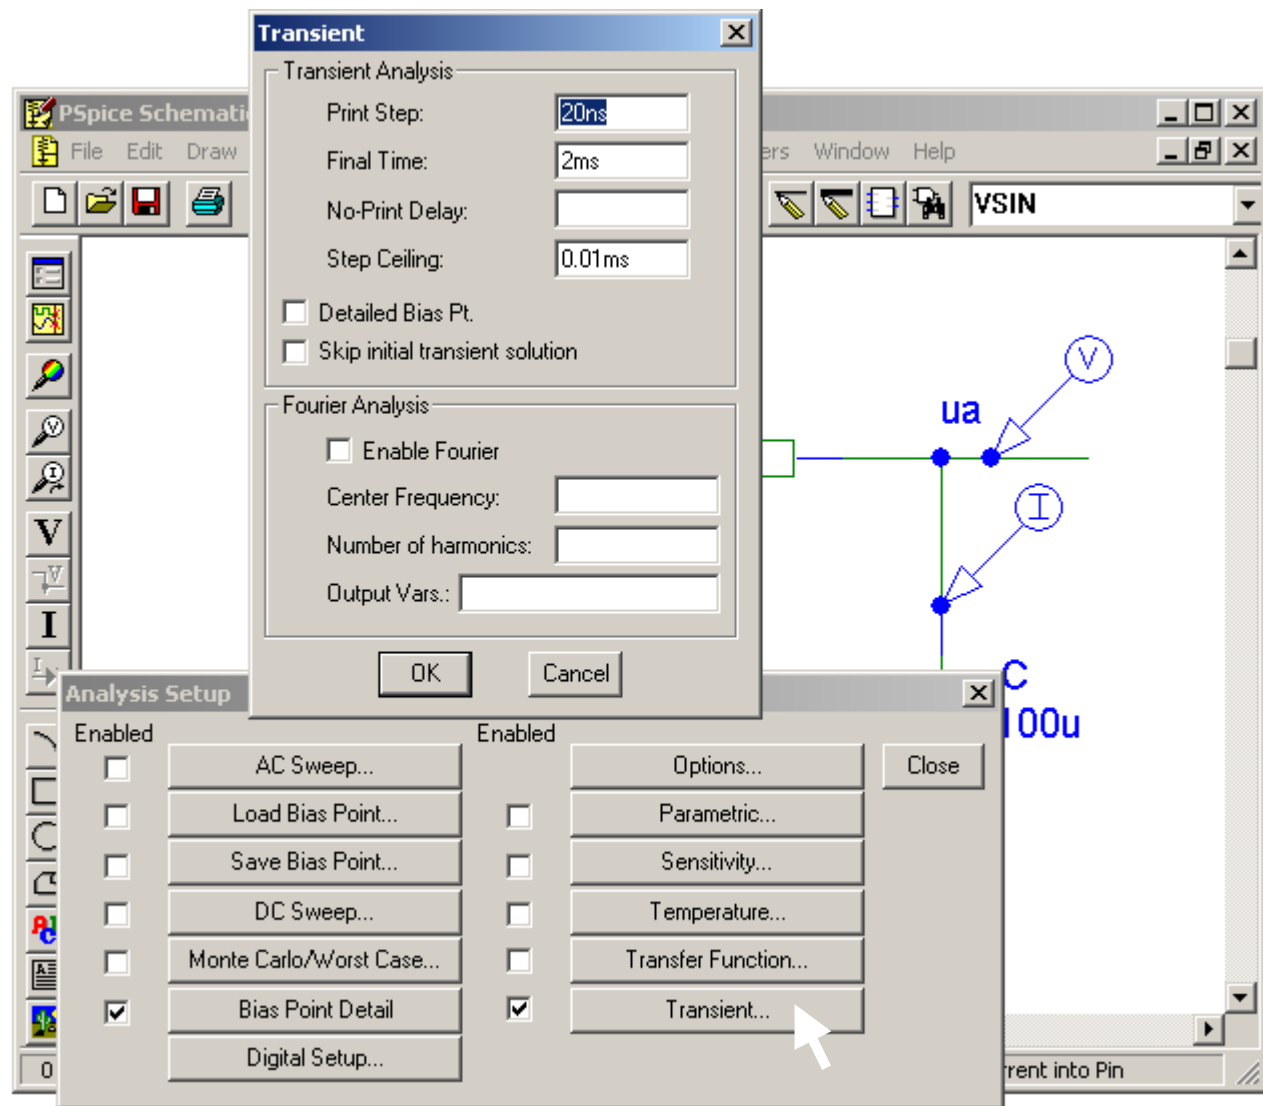 Transient
Transient Analysis
Print Step: 20ns
Final Time: 2ms
No-Print Delay:
Step Ceiling: 0.01ms
Detailed Bias Pt.
Skip initial transient solution
Fourier Analysis
Enable Fourier
Center Frequency:
Number of harmonics:
Output Vars.:
OK Cancel
PSpice Schemati
File Edit Draw ers Window Help
VSIN
V
I
V
V
I
I
V
ua
I
C
100u
Analysis Setup
Enabled Enabled
AC Sweep... Options... Close
Load Bias Point... Parametric...
Save Bias Point... Sensitivity...
DC Sweep... Temperature...
Monte Carlo/Worst Case... Transfer Function...
Bias Point Detail Transient...
Digital Setup...
0 rrent into Pin